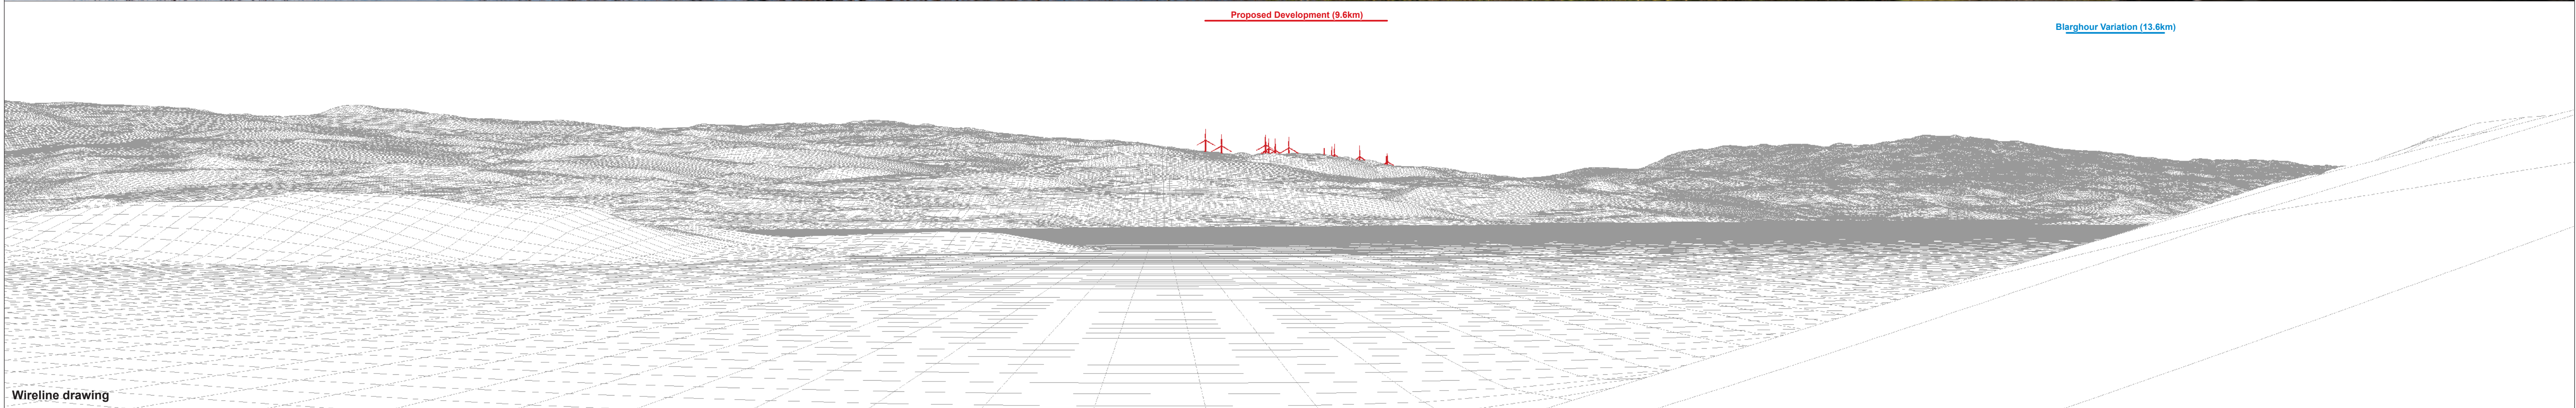 Proposed Development (9.6km)
Blarghour Variation (13.6km)
Wireline drawing